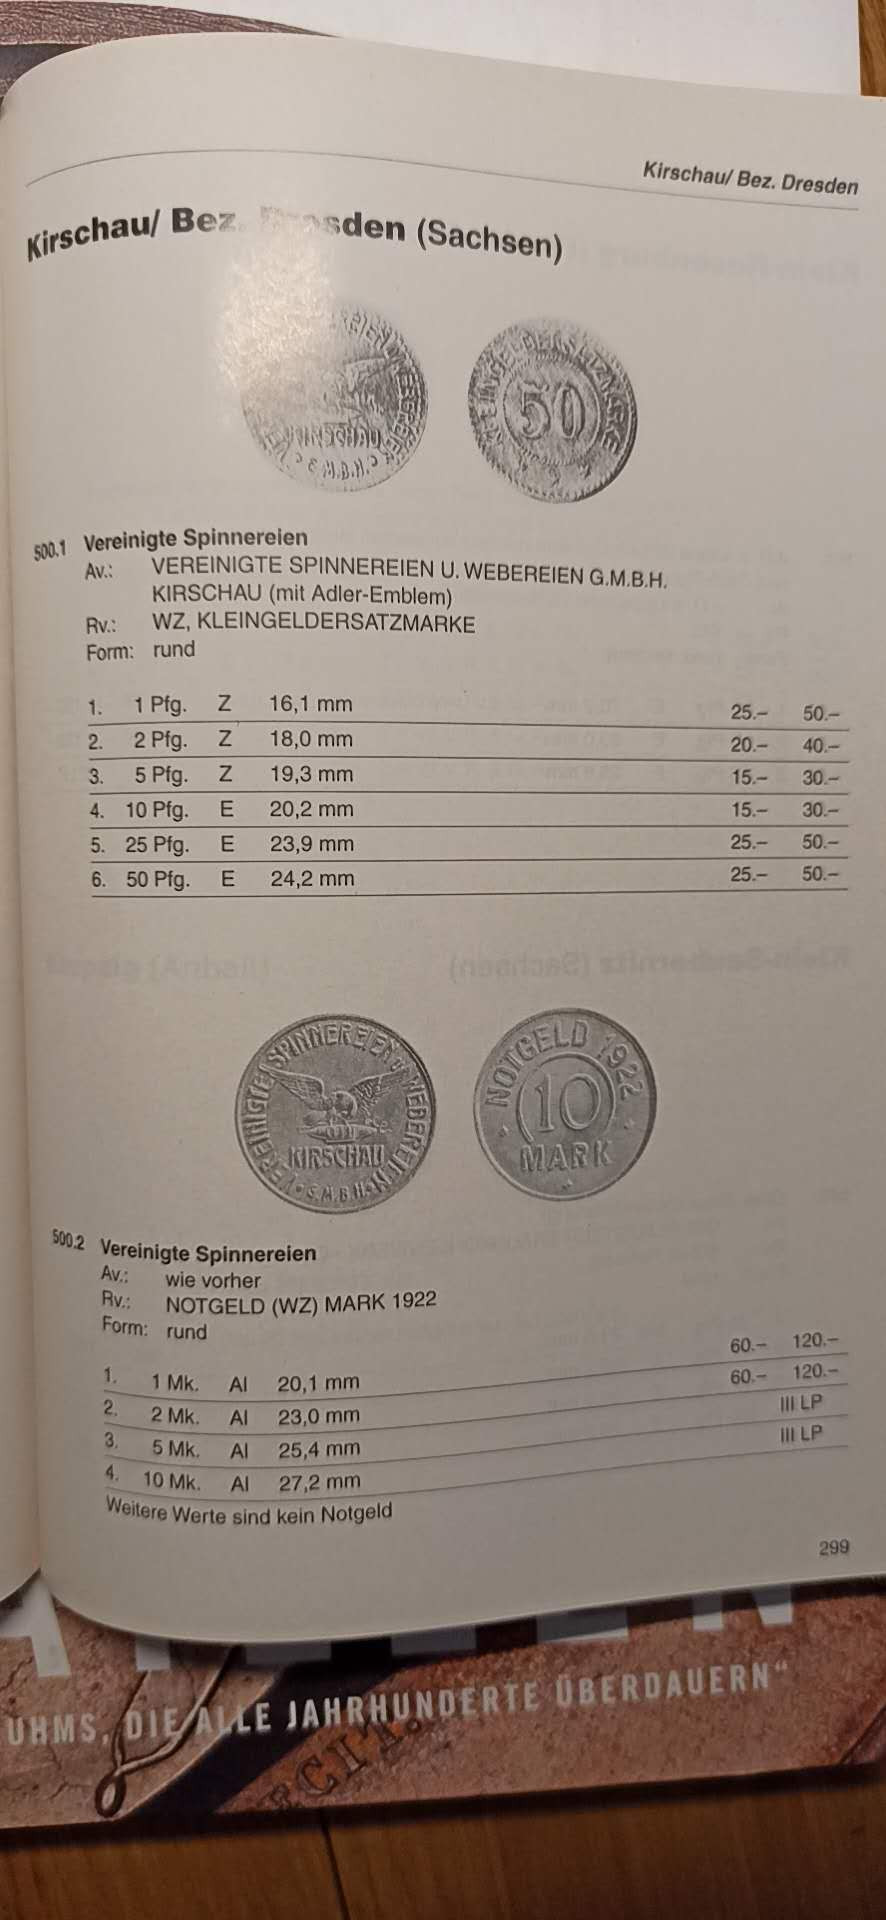 Kirschau/ Bez. Dresden
Kirschau/ Bez. Dresden (Sachsen)
KIRSCHAU
G.M.B.H.
KLEINGELDERSATZMARKE
50
500.1 Vereinigte Spinnereien
Av.: VEREINIGTE SPINNEREIEN U. WEBEREIEN G.M.B.H.
KIRSCHAU (mit Adler-Emblem)
Rv.: WZ, KLEINGELDERSATZMARKE
Form: rund
1. 1 Pfg. Z 16,1 mm 25.– 50.–
2. 2 Pfg. Z 18,0 mm 20.– 40.–
3. 5 Pfg. Z 19,3 mm 15.– 30.–
4. 10 Pfg. E 20,2 mm 15.– 30.–
5. 25 Pfg. E 23,9 mm 25.– 50.–
6. 50 Pfg. E 24,2 mm 25.– 50.–
VEREINIGTE SPINNEREIEN U. WEBEREIEN
KIRSCHAU
G.M.B.H.
NOTGELD 1922
10
MARK
500.2 Vereinigte Spinnereien
Av.: wie vorher
Rv.: NOTGELD (WZ) MARK 1922
Form: rund
1. 1 Mk. Al 20,1 mm 60.– 120.–
2. 2 Mk. Al 23,0 mm 60.– 120.–
3. 5 Mk. Al 25,4 mm III LP
4. 10 Mk. Al 27,2 mm III LP
Weitere Werte sind kein Notgeld
299
UHMS, DIE ALLE JAHRHUNDERTE ÜBERDAUERN“